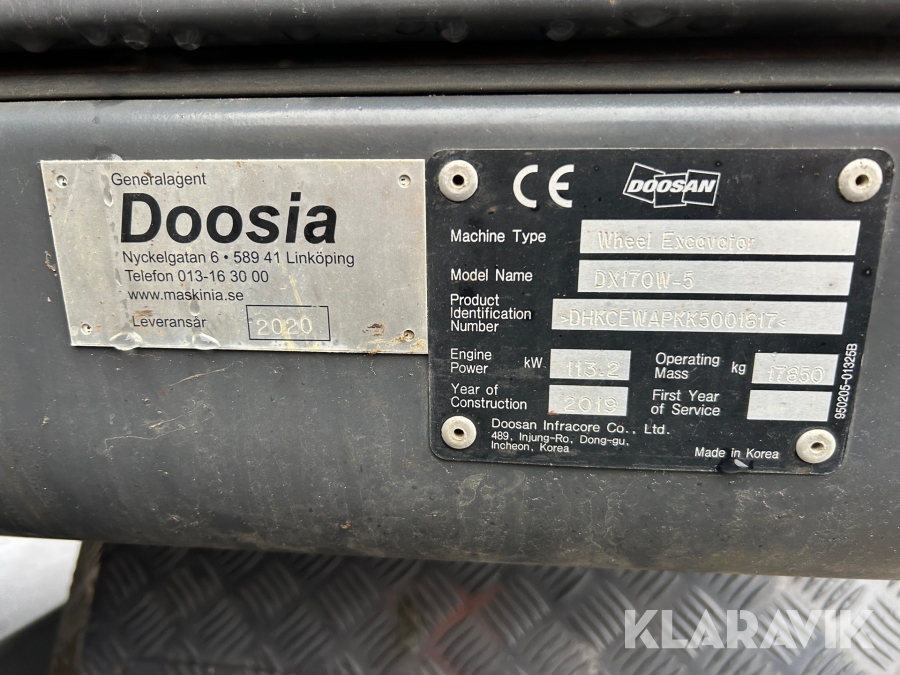 Generalagent
Doosia
Nyckelgatan 6 • 589 41 Linköping
Telefon 013-16 30 00
www.maskinia.se
Leveransår 2020
CE DOOSAN
Machine Type Wheel Excavator
Model Name DX170W-5
Product Identification Number >DHKCEWAPKK5001617<
Engine Power kW 113.2 Operating Mass kg 17850
Year of Construction 2019 First Year of Service
Doosan Infracore Co., Ltd.
489, Injung-Ro, Dong-gu,
Incheon, Korea
Made in Korea
950205-01325B
KLARAVIK